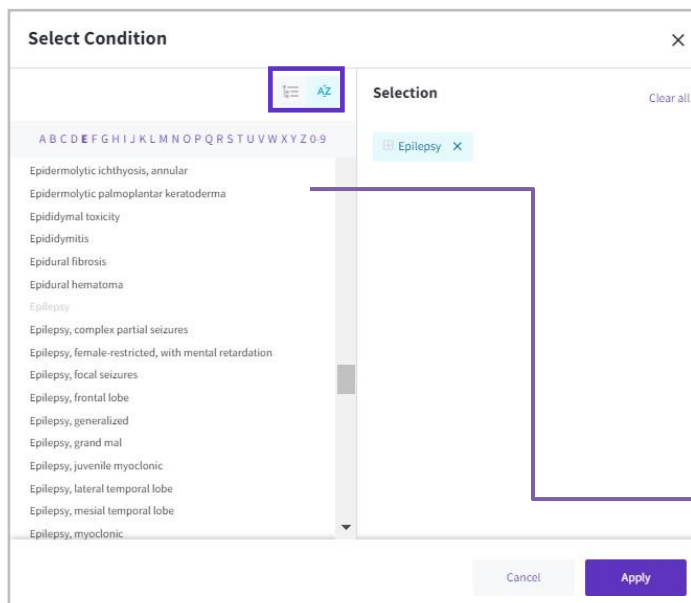 Select Condition
A B C D E F G H I J K L M N O P Q R S T U V W X Y Z 0-9
Epidermolytic ichthyosis, annular
Epidermolytic palmoplantar keratoderma
Epididymal toxicity
Epididymitis
Epidural fibrosis
Epidural hematoma
Epilepsy
Epilepsy, complex partial seizures
Epilepsy, female-restricted, with mental retardation
Epilepsy, focal seizures
Epilepsy, frontal lobe
Epilepsy, generalized
Epilepsy, grand mal
Epilepsy, juvenile myoclonic
Epilepsy, lateral temporal lobe
Epilepsy, mesial temporal lobe
Epilepsy, myoclonic
AZ
Selection
Clear all
Epilepsy
Cancel
Apply